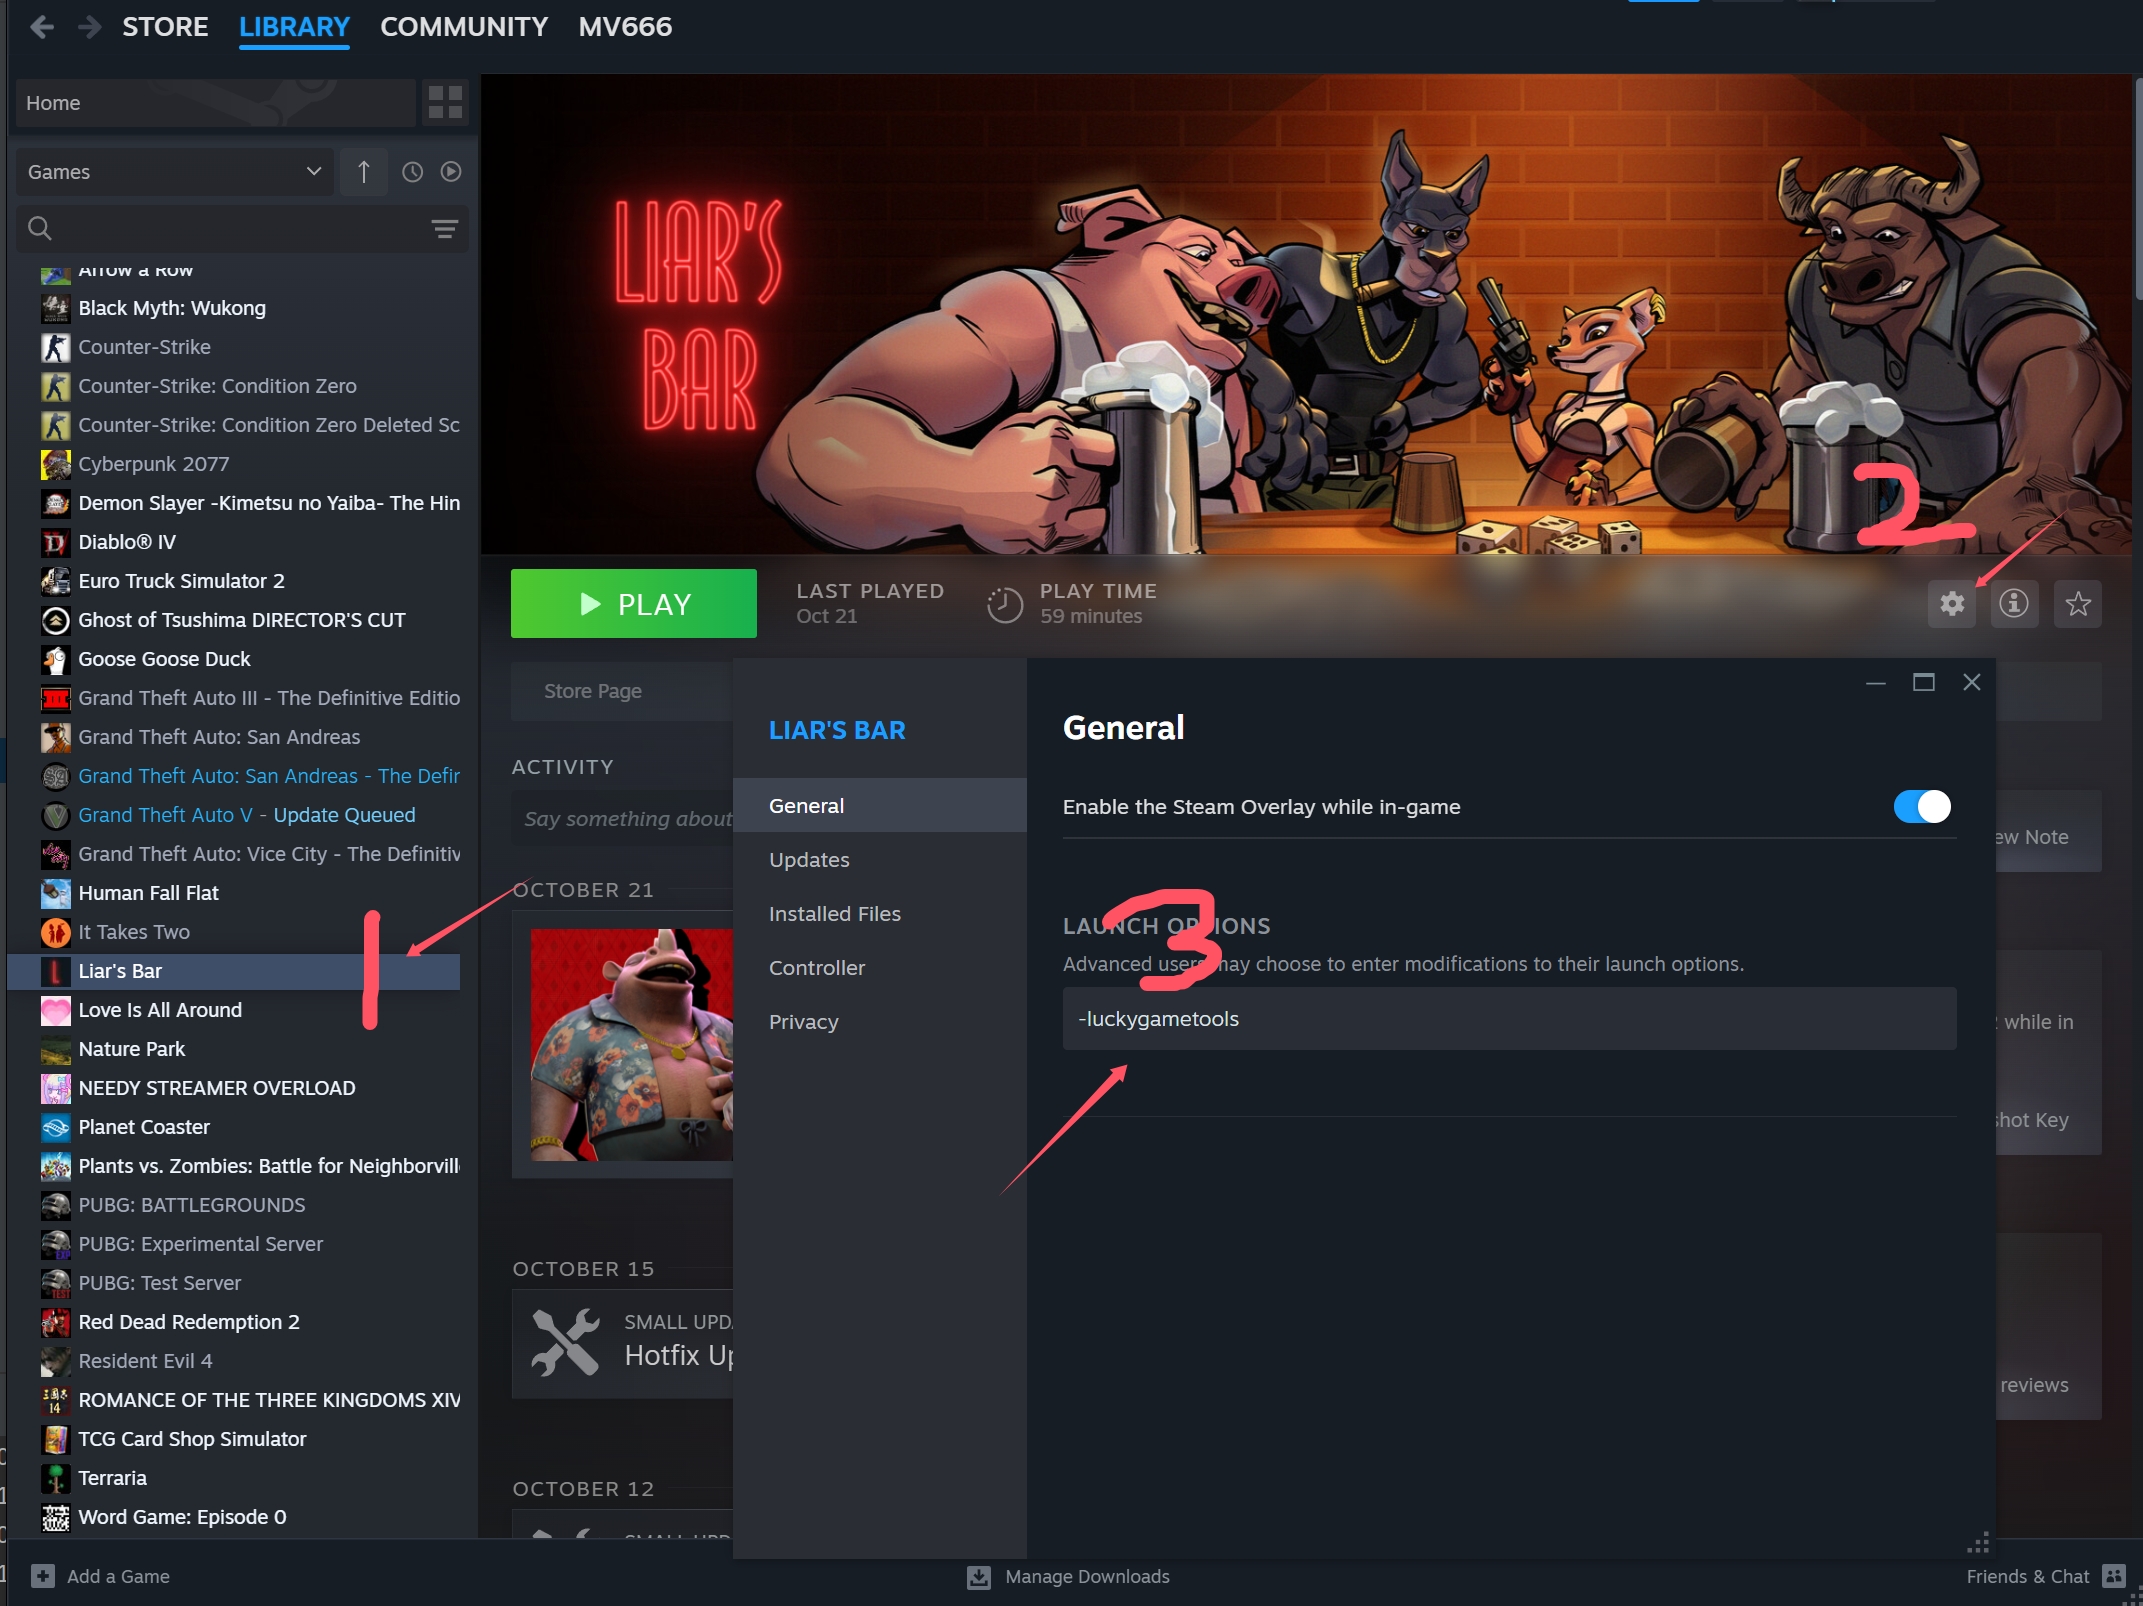 STORE LIBRARY COMMUNITY MV666
Home
Games
Arrow a Row
Black Myth: Wukong
Counter-Strike
Counter-Strike: Condition Zero
Counter-Strike: Condition Zero Deleted Sc
Cyberpunk 2077
Demon Slayer -Kimetsu no Yaiba- The Hin
Diablo® IV
Euro Truck Simulator 2
Ghost of Tsushima DIRECTOR'S CUT
Goose Goose Duck
Grand Theft Auto III - The Definitive Editio
Grand Theft Auto: San Andreas
Grand Theft Auto: San Andreas - The Defin
Grand Theft Auto V - Update Queued
Grand Theft Auto: Vice City - The Definitiv
Human Fall Flat
It Takes Two
Liar's Bar
Love Is All Around
Nature Park
NEEDY STREAMER OVERLOAD
Planet Coaster
Plants vs. Zombies: Battle for Neighborvill
PUBG: BATTLEGROUNDS
PUBG: Experimental Server
PUBG: Test Server
Red Dead Redemption 2
Resident Evil 4
ROMANCE OF THE THREE KINGDOMS XIV
TCG Card Shop Simulator
Terraria
Word Game: Episode 0
1
LIAR'S
BAR
2
PLAY
LAST PLAYED
Oct 21
PLAY TIME
59 minutes
Store Page
ACTIVITY
Say something about
OCTOBER 21
OCTOBER 15
SMALL UPD
Hotfix Up
OCTOBER 12
SMALL UPD
LIAR'S BAR
General
Updates
Installed Files
Controller
Privacy
General
Enable the Steam Overlay while in-game
3
LAUNCH OPTIONS
Advanced users may choose to enter modifications to their launch options.
-luckygametools
ew Note
while in
shot Key
reviews
Add a Game
Manage Downloads
Friends & Chat